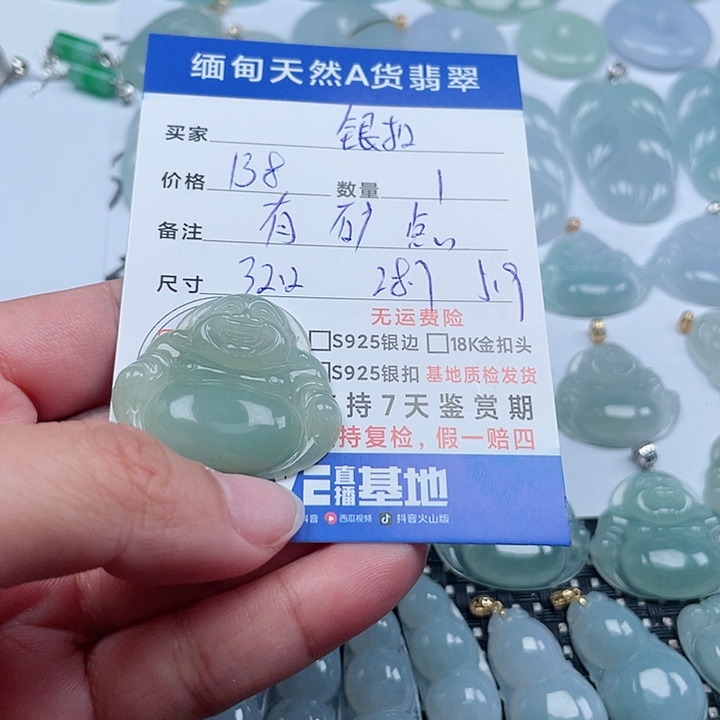 缅甸天然A货翡翠
买家 银扣
价格 138 数量 1
备注 有砂点
尺寸 32.2 28.7 5.9
无运费险
S925银边 18K金扣头
S925银扣 基地质检发货
持7天鉴赏期
持复检，假一赔四
直播基地
抖音 西瓜视频 抖音火山版